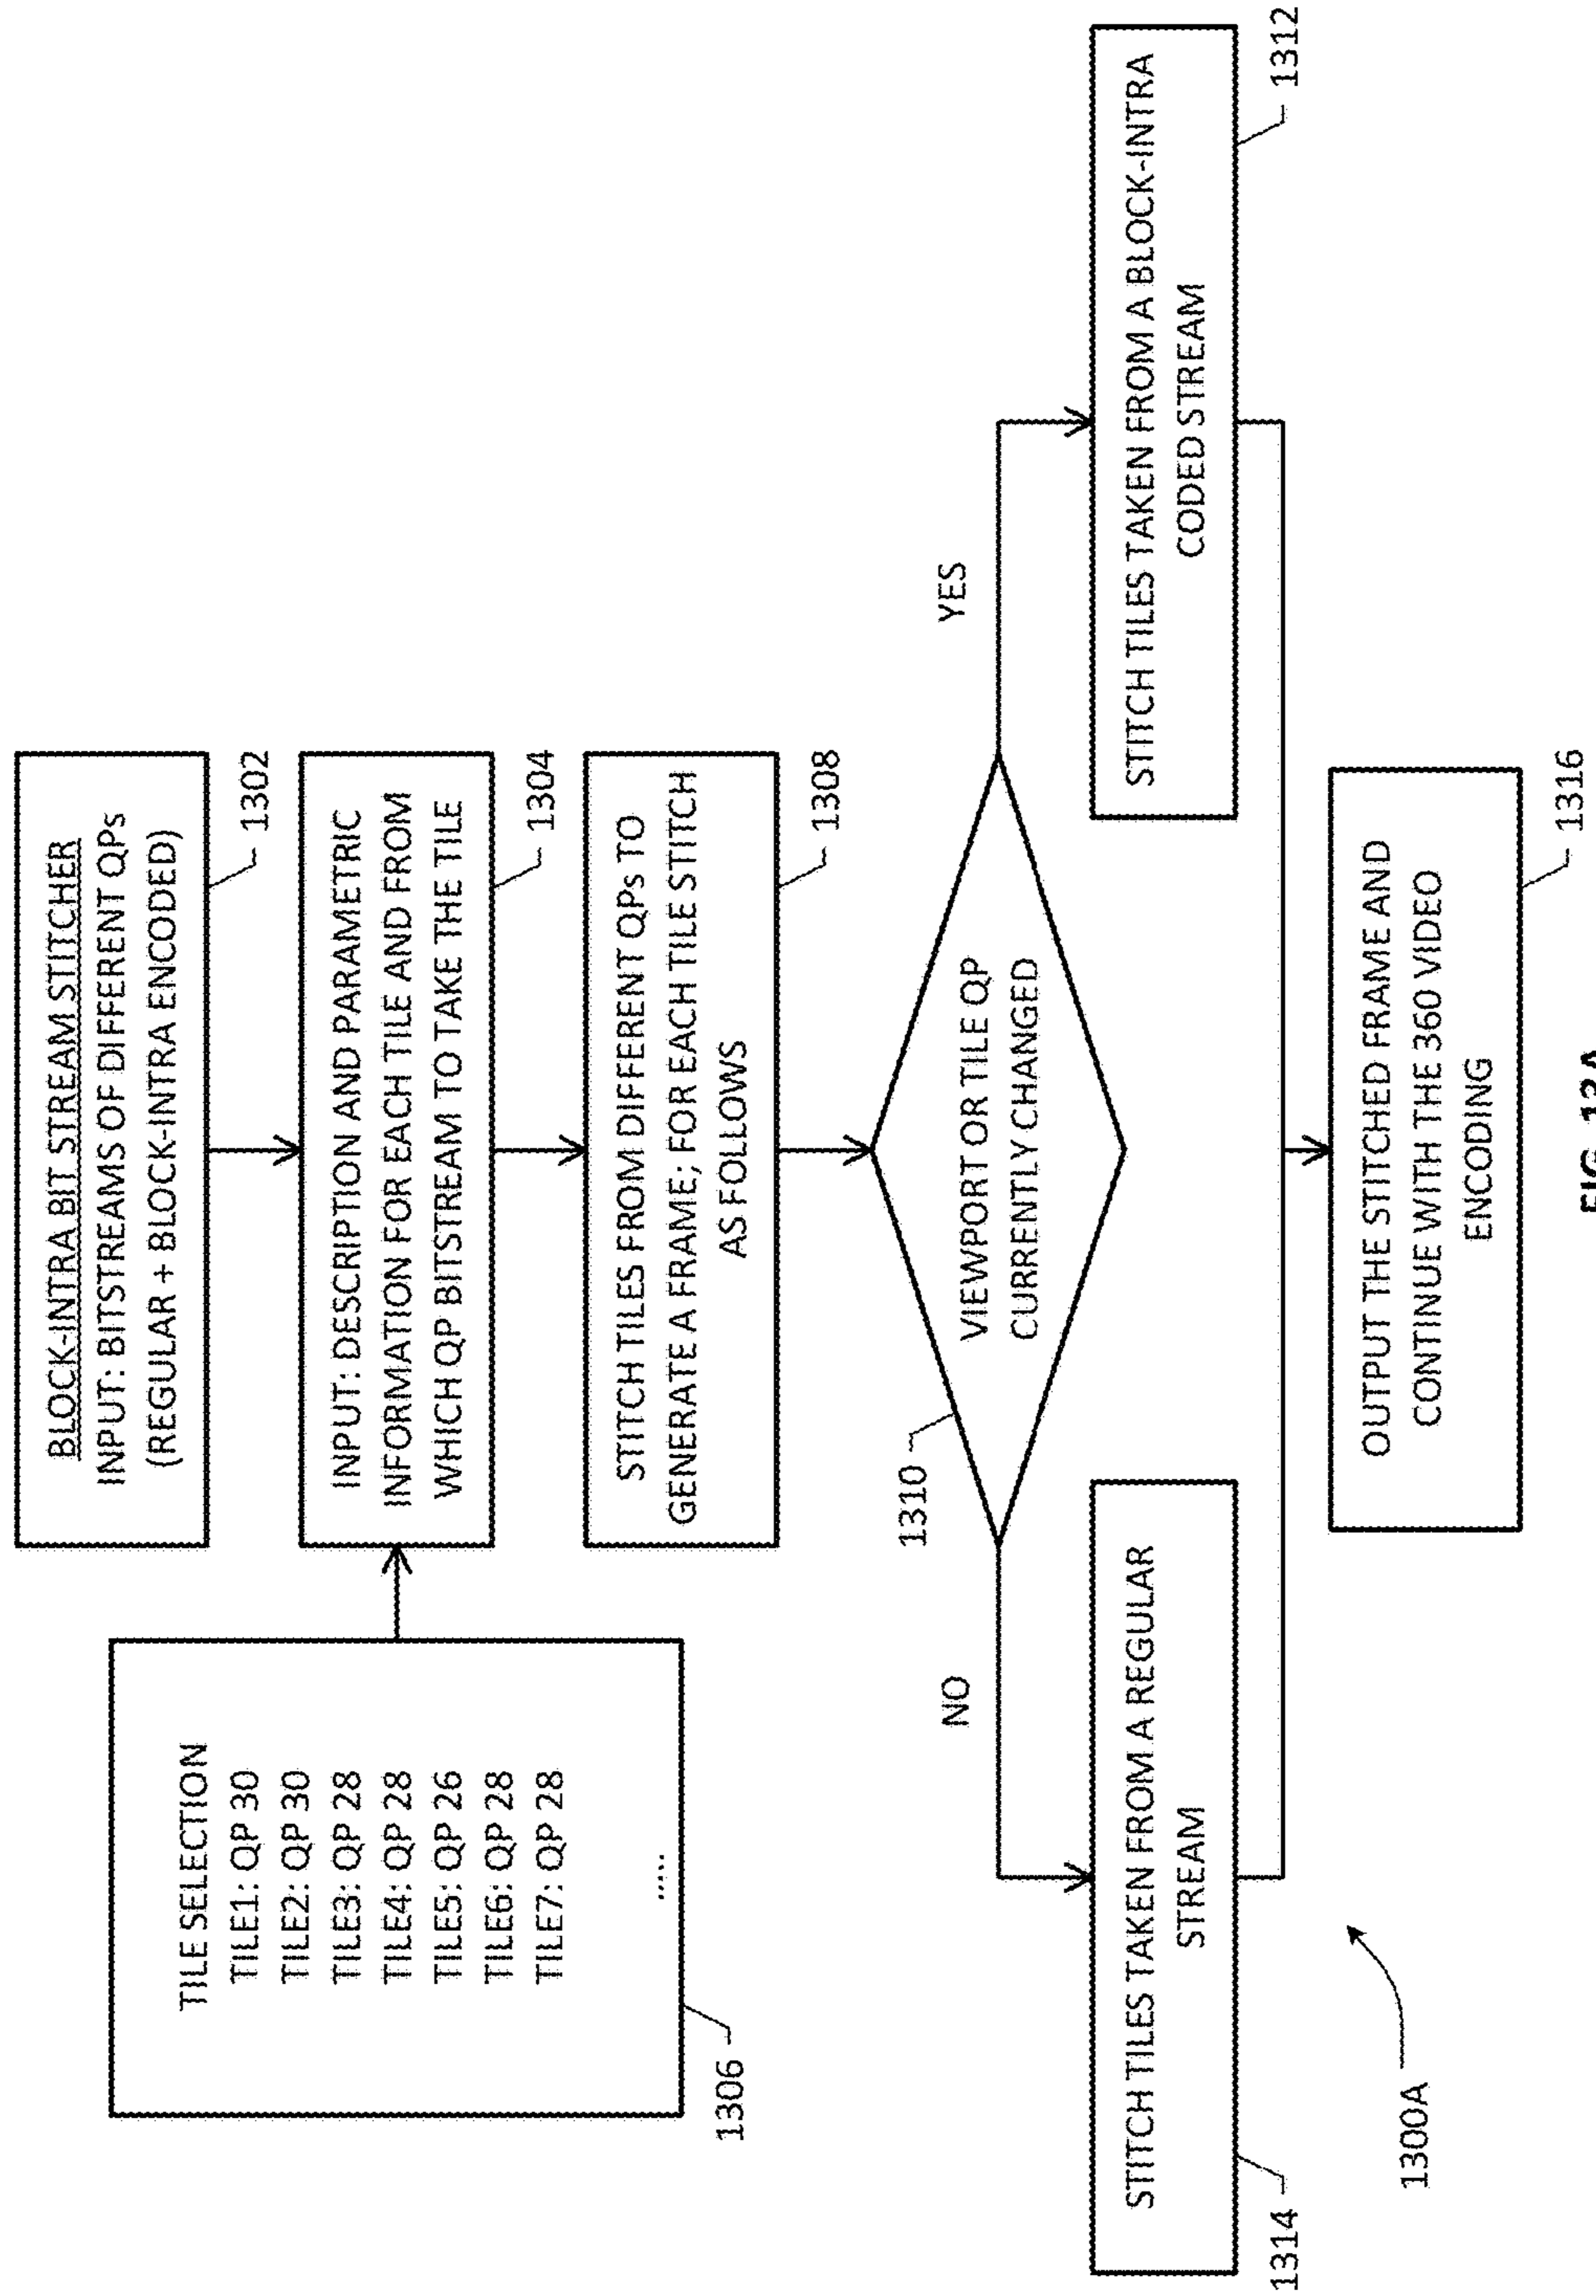 BLOCK-INTRA BIT STREAM STITCHER
INPUT: BITSTREAMS OF DIFFERENT QPs
(REGULAR + BLOCK-INTRA ENCODED)
1302
TILE SELECTION
TILE1: QP 30
TILE2: QP 30
TILE3: QP 28
TILE4: QP 28
TILE5: QP 26
TILE6: QP 28
TILE7: QP 28
.....
1306
INPUT: DESCRIPTION AND PARAMETRIC
INFORMATION FOR EACH TILE AND FROM
WHICH QP BITSTREAM TO TAKE THE TILE
1304
STITCH TILES FROM DIFFERENT QPs TO
GENERATE A FRAME; FOR EACH TILE STITCH
AS FOLLOWS
1308
1310
VIEWPORT OR TILE QP
CURRENTLY CHANGED
NO
YES
STITCH TILES TAKEN FROM A REGULAR
STREAM
1314
STITCH TILES TAKEN FROM A BLOCK-INTRA
CODED STREAM
1312
OUTPUT THE STITCHED FRAME AND
CONTINUE WITH THE 360 VIDEO
ENCODING
1316
1300A
FIG. 13A